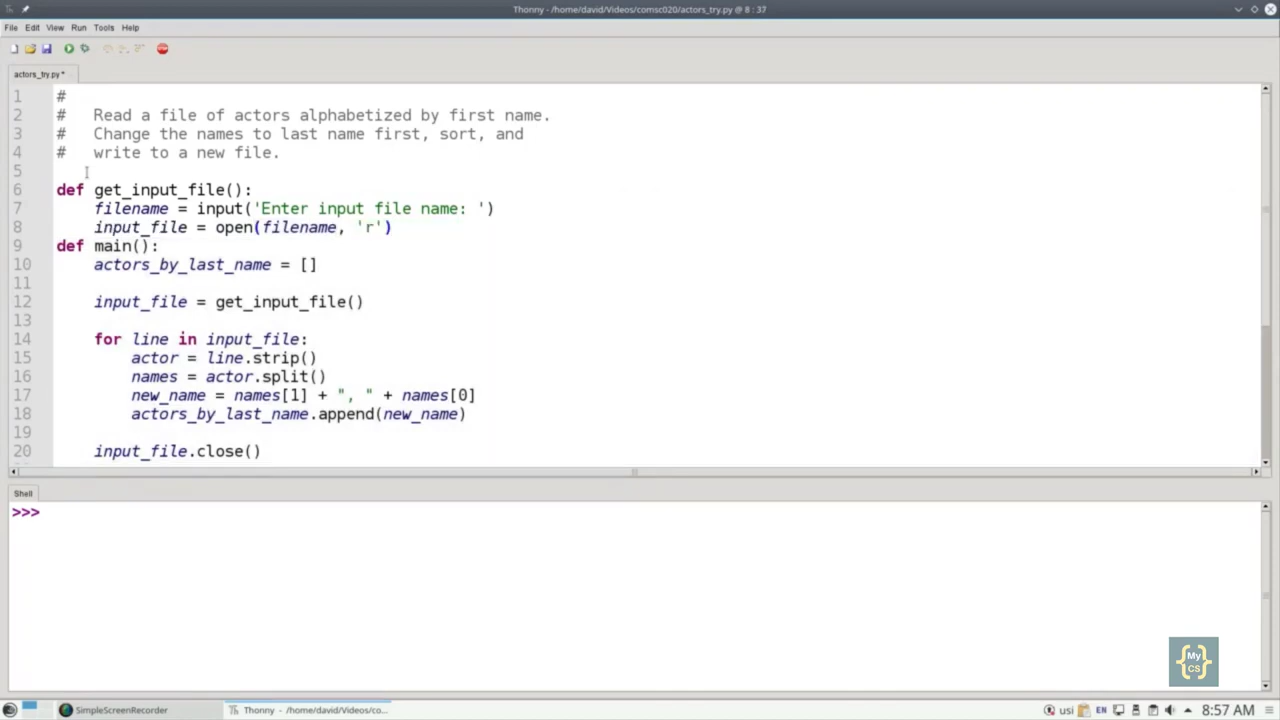 Thonny - /home/david/Videos/comsc020/actors_try.py @ 8 : 37
File Edit View Run Tools Help
actors_try.py *
1 #
2 #   Read a file of actors alphabetized by first name.
3 #   Change the names to last name first, sort, and
4 #   write to a new file.
5
6 def get_input_file():
7     filename = input('Enter input file name: ')
8     input_file = open(filename, 'r')
9 def main():
10     actors_by_last_name = []
11
12     input_file = get_input_file()
13
14     for line in input_file:
15         actor = line.strip()
16         names = actor.split()
17         new_name = names[1] + ", " + names[0]
18         actors_by_last_name.append(new_name)
19
20     input_file.close()
Shell
>>>
{My CS}
SimpleScreenRecorder
Thonny - /home/david/Videos/co...
usi EN 8:57 AM